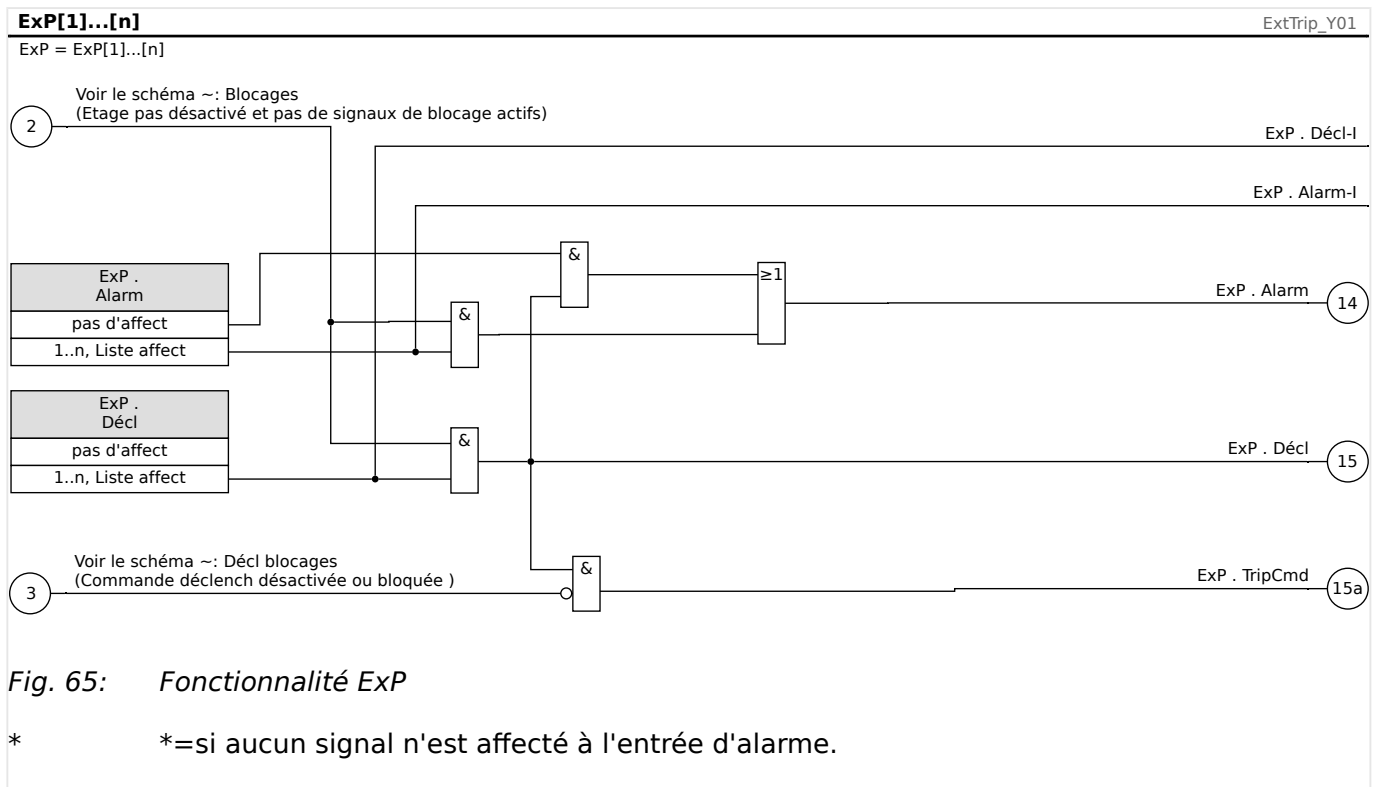 ExP[1]...[n]
ExtTrip_Y01
ExP = ExP[1]...[n]
Voir le schéma ~: Blocages
(Etage pas désactivé et pas de signaux de blocage actifs)
2
ExP . Décl-I
ExP . Alarm-I
&
≥1
ExP .
Alarm
pas d'affect
1..n, Liste affect
&
ExP . Alarm
14
ExP .
Décl
pas d'affect
1..n, Liste affect
&
ExP . Décl
15
Voir le schéma ~: Décl blocages
(Commande déclench désactivée ou bloquée )
3
&
ExP . TripCmd
15a
Fig. 65: Fonctionnalité ExP
* *=si aucun signal n'est affecté à l'entrée d'alarme.